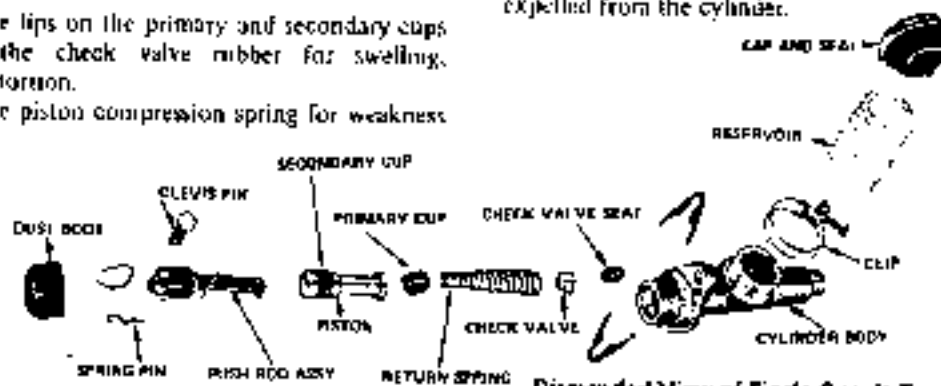 e lips on the primary and secondary cups
the check valve rubber for swelling,
tortion.
e piston compression spring for weakness
expelled from the cylinder.
CAP AND SEAL
RESERVOIR
SECONDARY CUP
CLEVIS PIN
PRIMARY CUP
CHECK VALVE SEAT
DUST BOOT
CLIP
PISTON
CHECK VALVE
CYLINDER BODY
SPRING PIN
PUSH ROD ASSY
RETURN SPRING
Dismantled View of